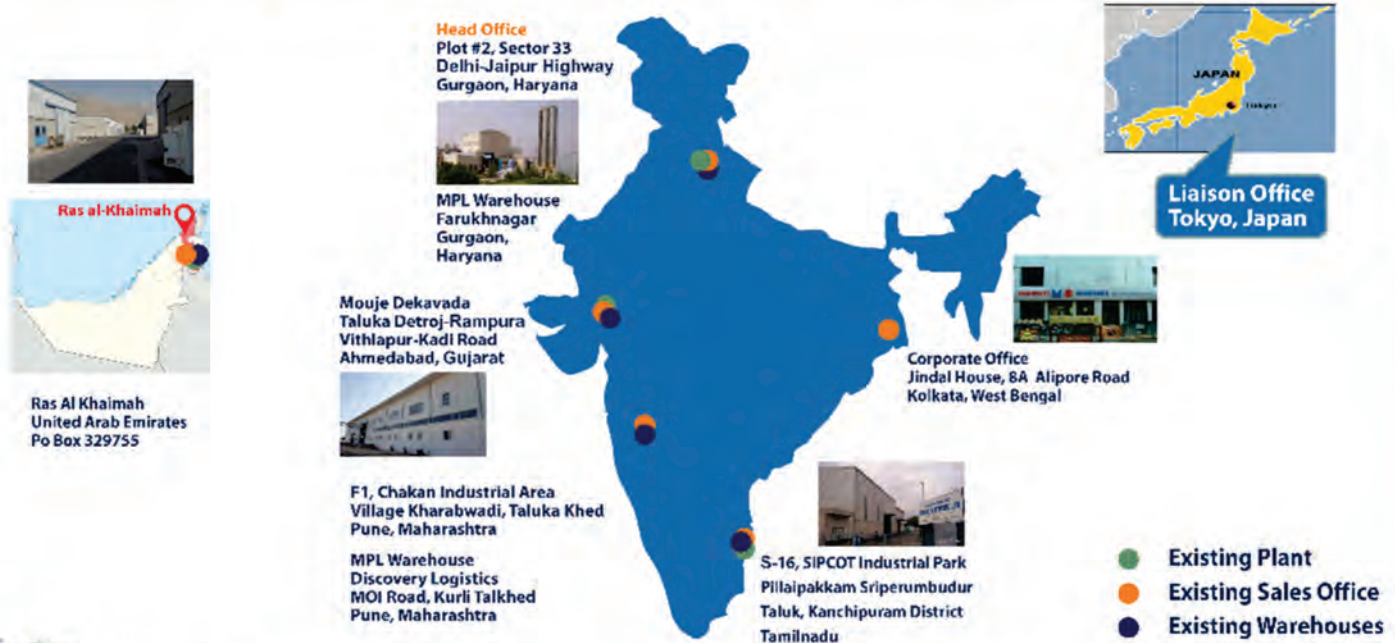 Head Office
Plot #2, Sector 33
Delhi-Jaipur Highway
Gurgaon, Haryana
MPL Warehouse
Farukhnagar
Gurgaon,
Haryana
JAPAN
Tokyo
Liaison Office
Tokyo, Japan
Ras al-Khaimah
Ras Al Khaimah
United Arab Emirates
Po Box 329755
Mouje Dekavada
Taluka Detroj-Rampura
Vithlapur-Kadi Road
Ahmedabad, Gujarat
Corporate Office
Jindal House, 8A Alipore Road
Kolkata, West Bengal
F1, Chakan Industrial Area
Village Kharabwadi, Taluka Khed
Pune, Maharashtra
MPL Warehouse
Discovery Logistics
MOI Road, Kurli Talkhed
Pune, Maharashtra
S-16, SIPCOT Industrial Park
Pillaipakkam Sriperumbudur
Taluk, Kanchipuram District
Tamilnadu
Existing Plant
Existing Sales Office
Existing Warehouses